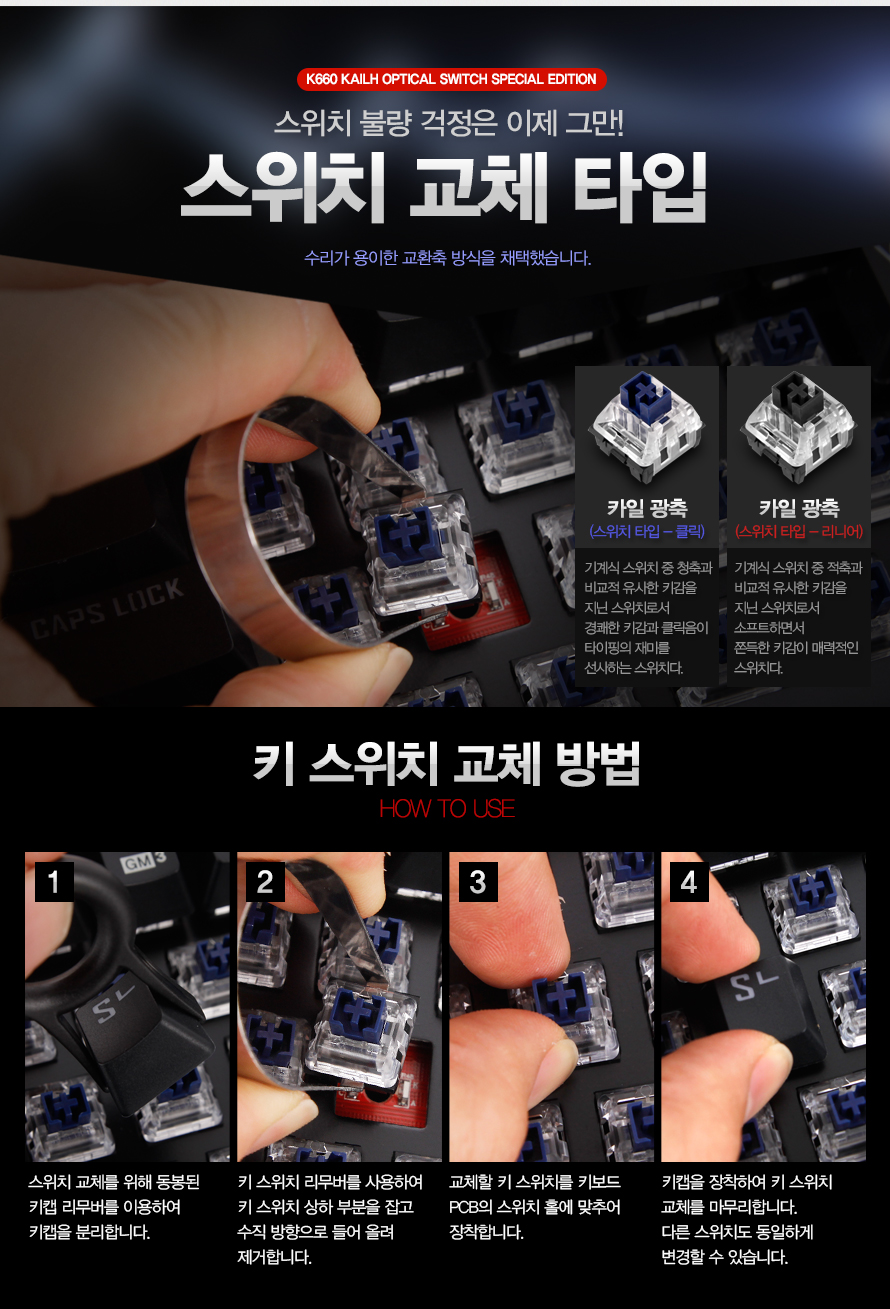 K660 KAILH OPTICAL SWITCH SPECIAL EDITION
스위치 불량 걱정은 이제 그만!
스위치 교체 타입
수리가 용이한 교환축 방식을 채택했습니다.
CAPS LOCK
카일 광축
(스위치 타입 – 클릭)
기계식 스위치 중 청축과
비교적 유사한 키감을
지닌 스위치로서
경쾌한 키감과 클릭음이
타이핑의 재미를
선사하는 스위치다.
카일 광축
(스위치 타입 – 리니어)
기계식 스위치 중 적축과
비교적 유사한 키감을
지닌 스위치로서
소프트하면서
쫀득한 키감이 매력적인
스위치다.
키 스위치 교체 방법
HOW TO USE
1
GM3
스위치 교체를 위해 동봉된
키캡 리무버를 이용하여
키캡을 분리합니다.
2
키 스위치 리무버를 사용하여
키 스위치 상하 부분을 잡고
수직 방향으로 들어 올려
제거합니다.
3
교체할 키 스위치를 키보드
PCB의 스위치 홀에 맞추어
장착합니다.
4
키캡을 장착하여 키 스위치
교체를 마무리합니다.
다른 스위치도 동일하게
변경할 수 있습니다.